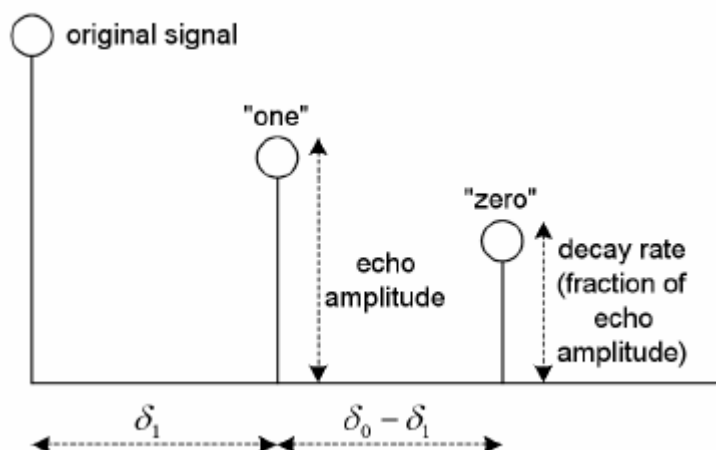 original signal
"one"
"zero"
echo
amplitude
decay rate
(fraction of
echo
amplitude)
δ₁
δ₀ − δ₁